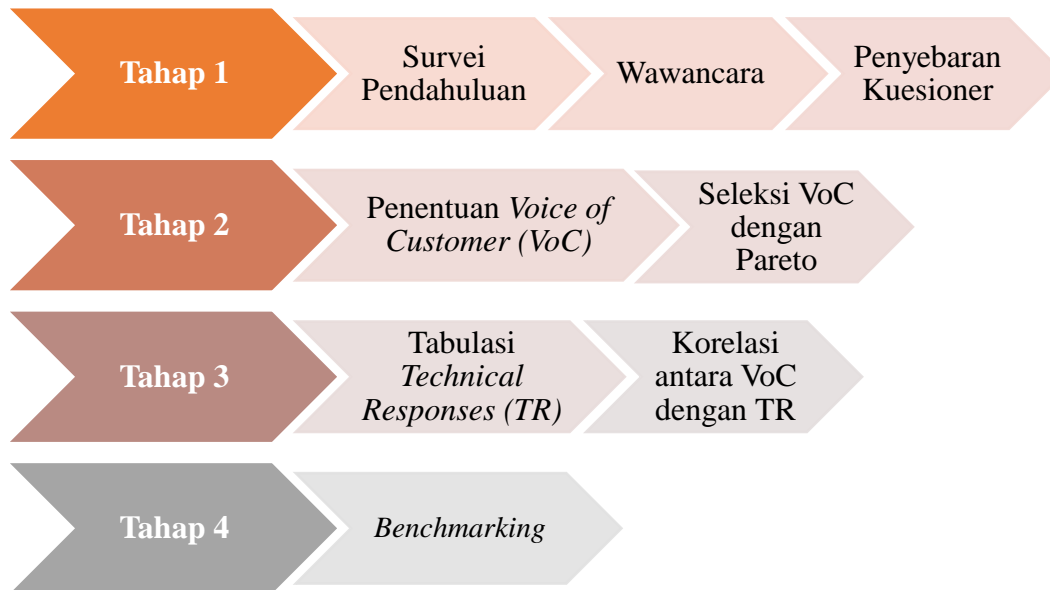 Tahap 1
Survei
Pendahuluan
Wawancara
Penyebaran
Kuesioner
Tahap 2
Penentuan Voice of
Customer (VoC)
Seleksi VoC
dengan
Pareto
Tahap 3
Tabulasi
Technical
Responses (TR)
Korelasi
antara VoC
dengan TR
Tahap 4
Benchmarking